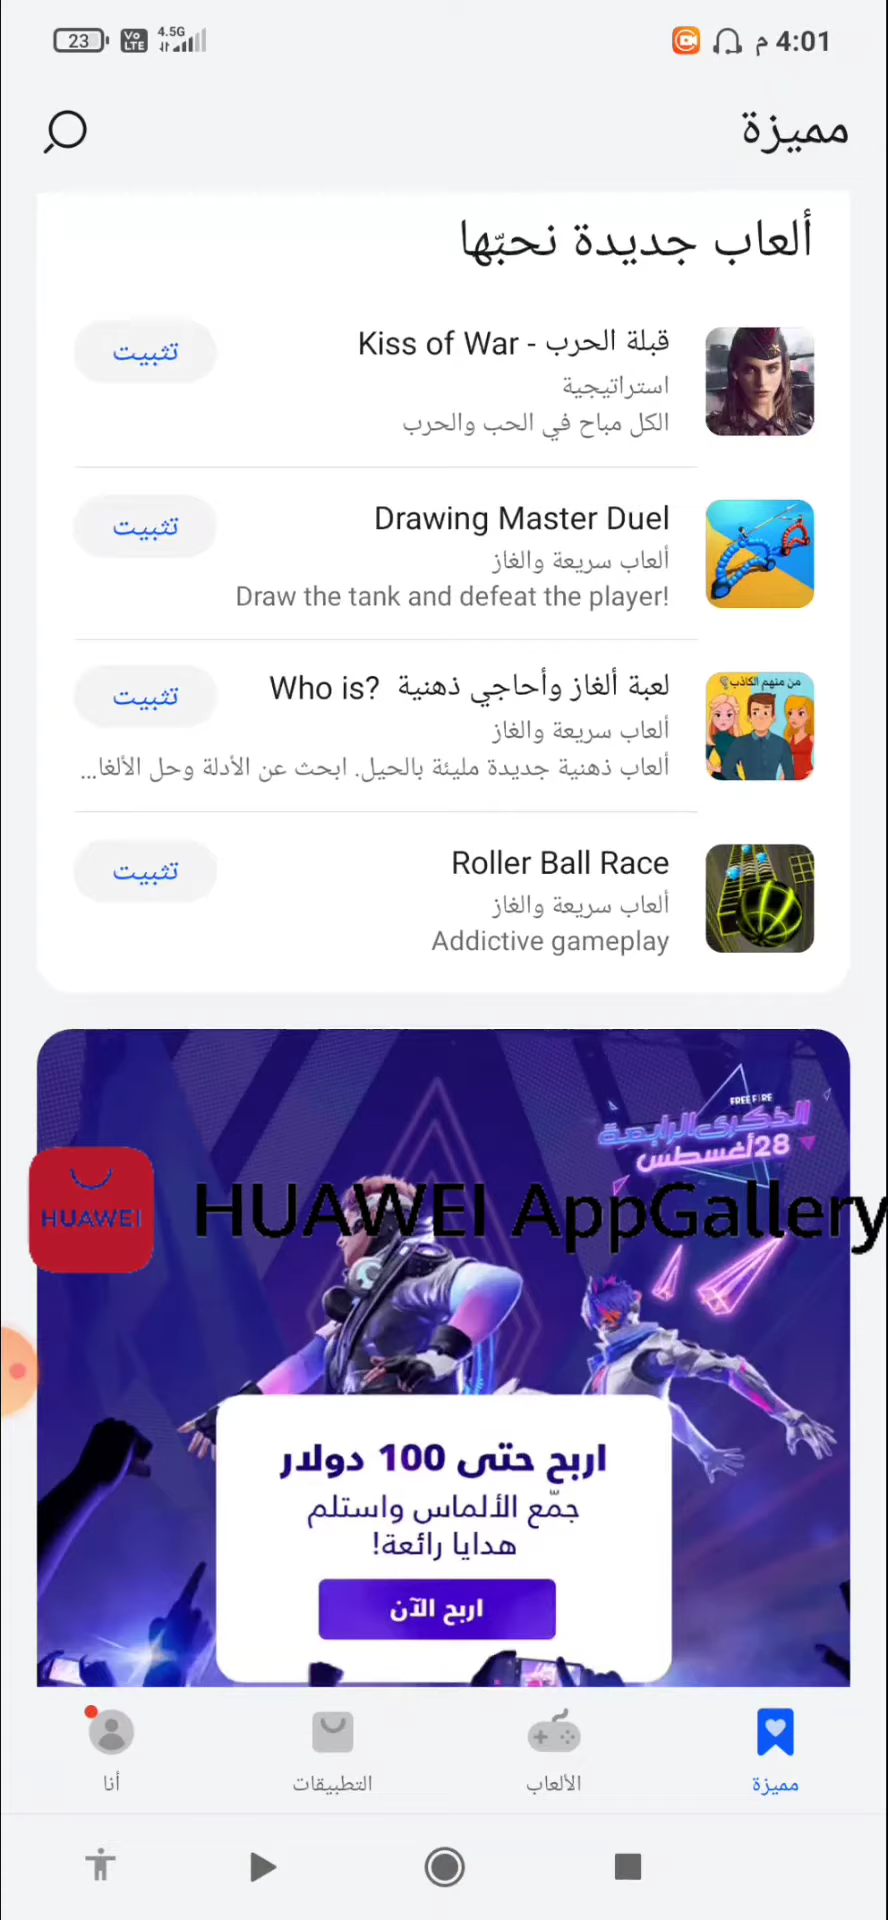 23 Vo LTE 4.5G 4:01 م
مميزة
ألعاب جديدة نحبّها
قبلة الحرب - Kiss of War
استراتيجية
الكل مباح في الحب والحرب
تثبيت
Drawing Master Duel
ألعاب سريعة والغاز
Draw the tank and defeat the player!
تثبيت
من منهم الكاذب؟
لعبة ألغاز وأحاجي ذهنية Who is?
ألعاب سريعة والغاز
ألعاب ذهنية جديدة مليئة بالحيل. ابحث عن الأدلة وحل الألغا...
تثبيت
Roller Ball Race
ألعاب سريعة والغاز
Addictive gameplay
تثبيت
FREE FIRE
الذكرى الرابعة
28أغسطس
HUAWEI
HUAWEI AppGallery
اربح حتى 100 دولار
جمّع الألماس واستلم
هدايا رائعة!
اربح الآن
مميزة
الألعاب
التطبيقات
أنا